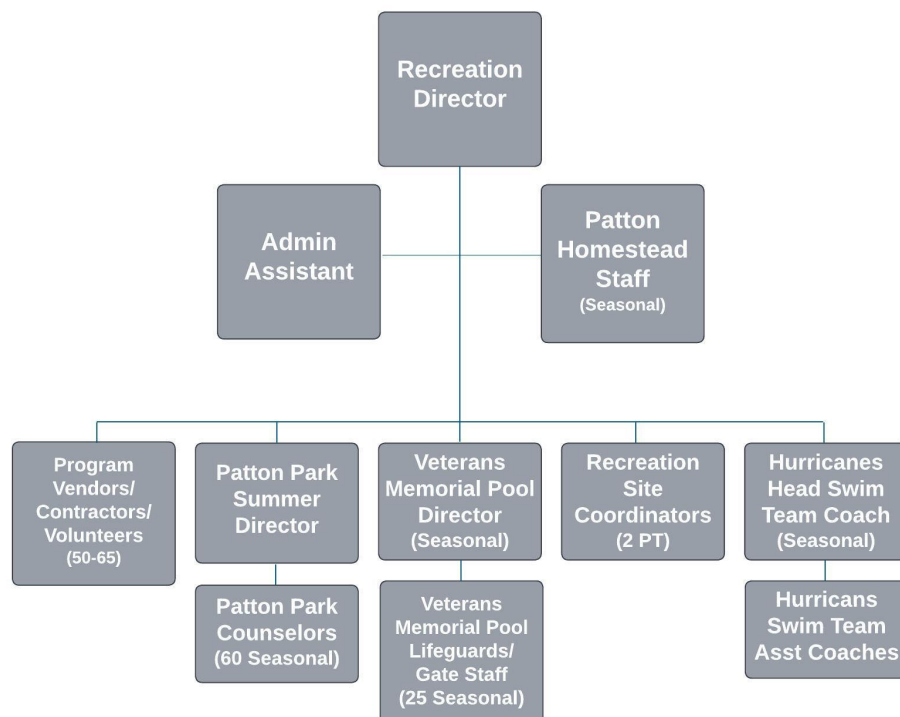 Recreation
Director
Admin
Assistant
Patton
Homestead
Staff
(Seasonal)
Program
Vendors/
Contractors/
Volunteers
(50-65)
Patton Park
Summer
Director
Veterans
Memorial Pool
Director
(Seasonal)
Recreation
Site
Coordinators
(2 PT)
Hurricanes
Head Swim
Team Coach
(Seasonal)
Patton Park
Counselors
(60 Seasonal)
Veterans
Memorial Pool
Lifeguards/
Gate Staff
(25 Seasonal)
Hurricans
Swim Team
Asst Coaches